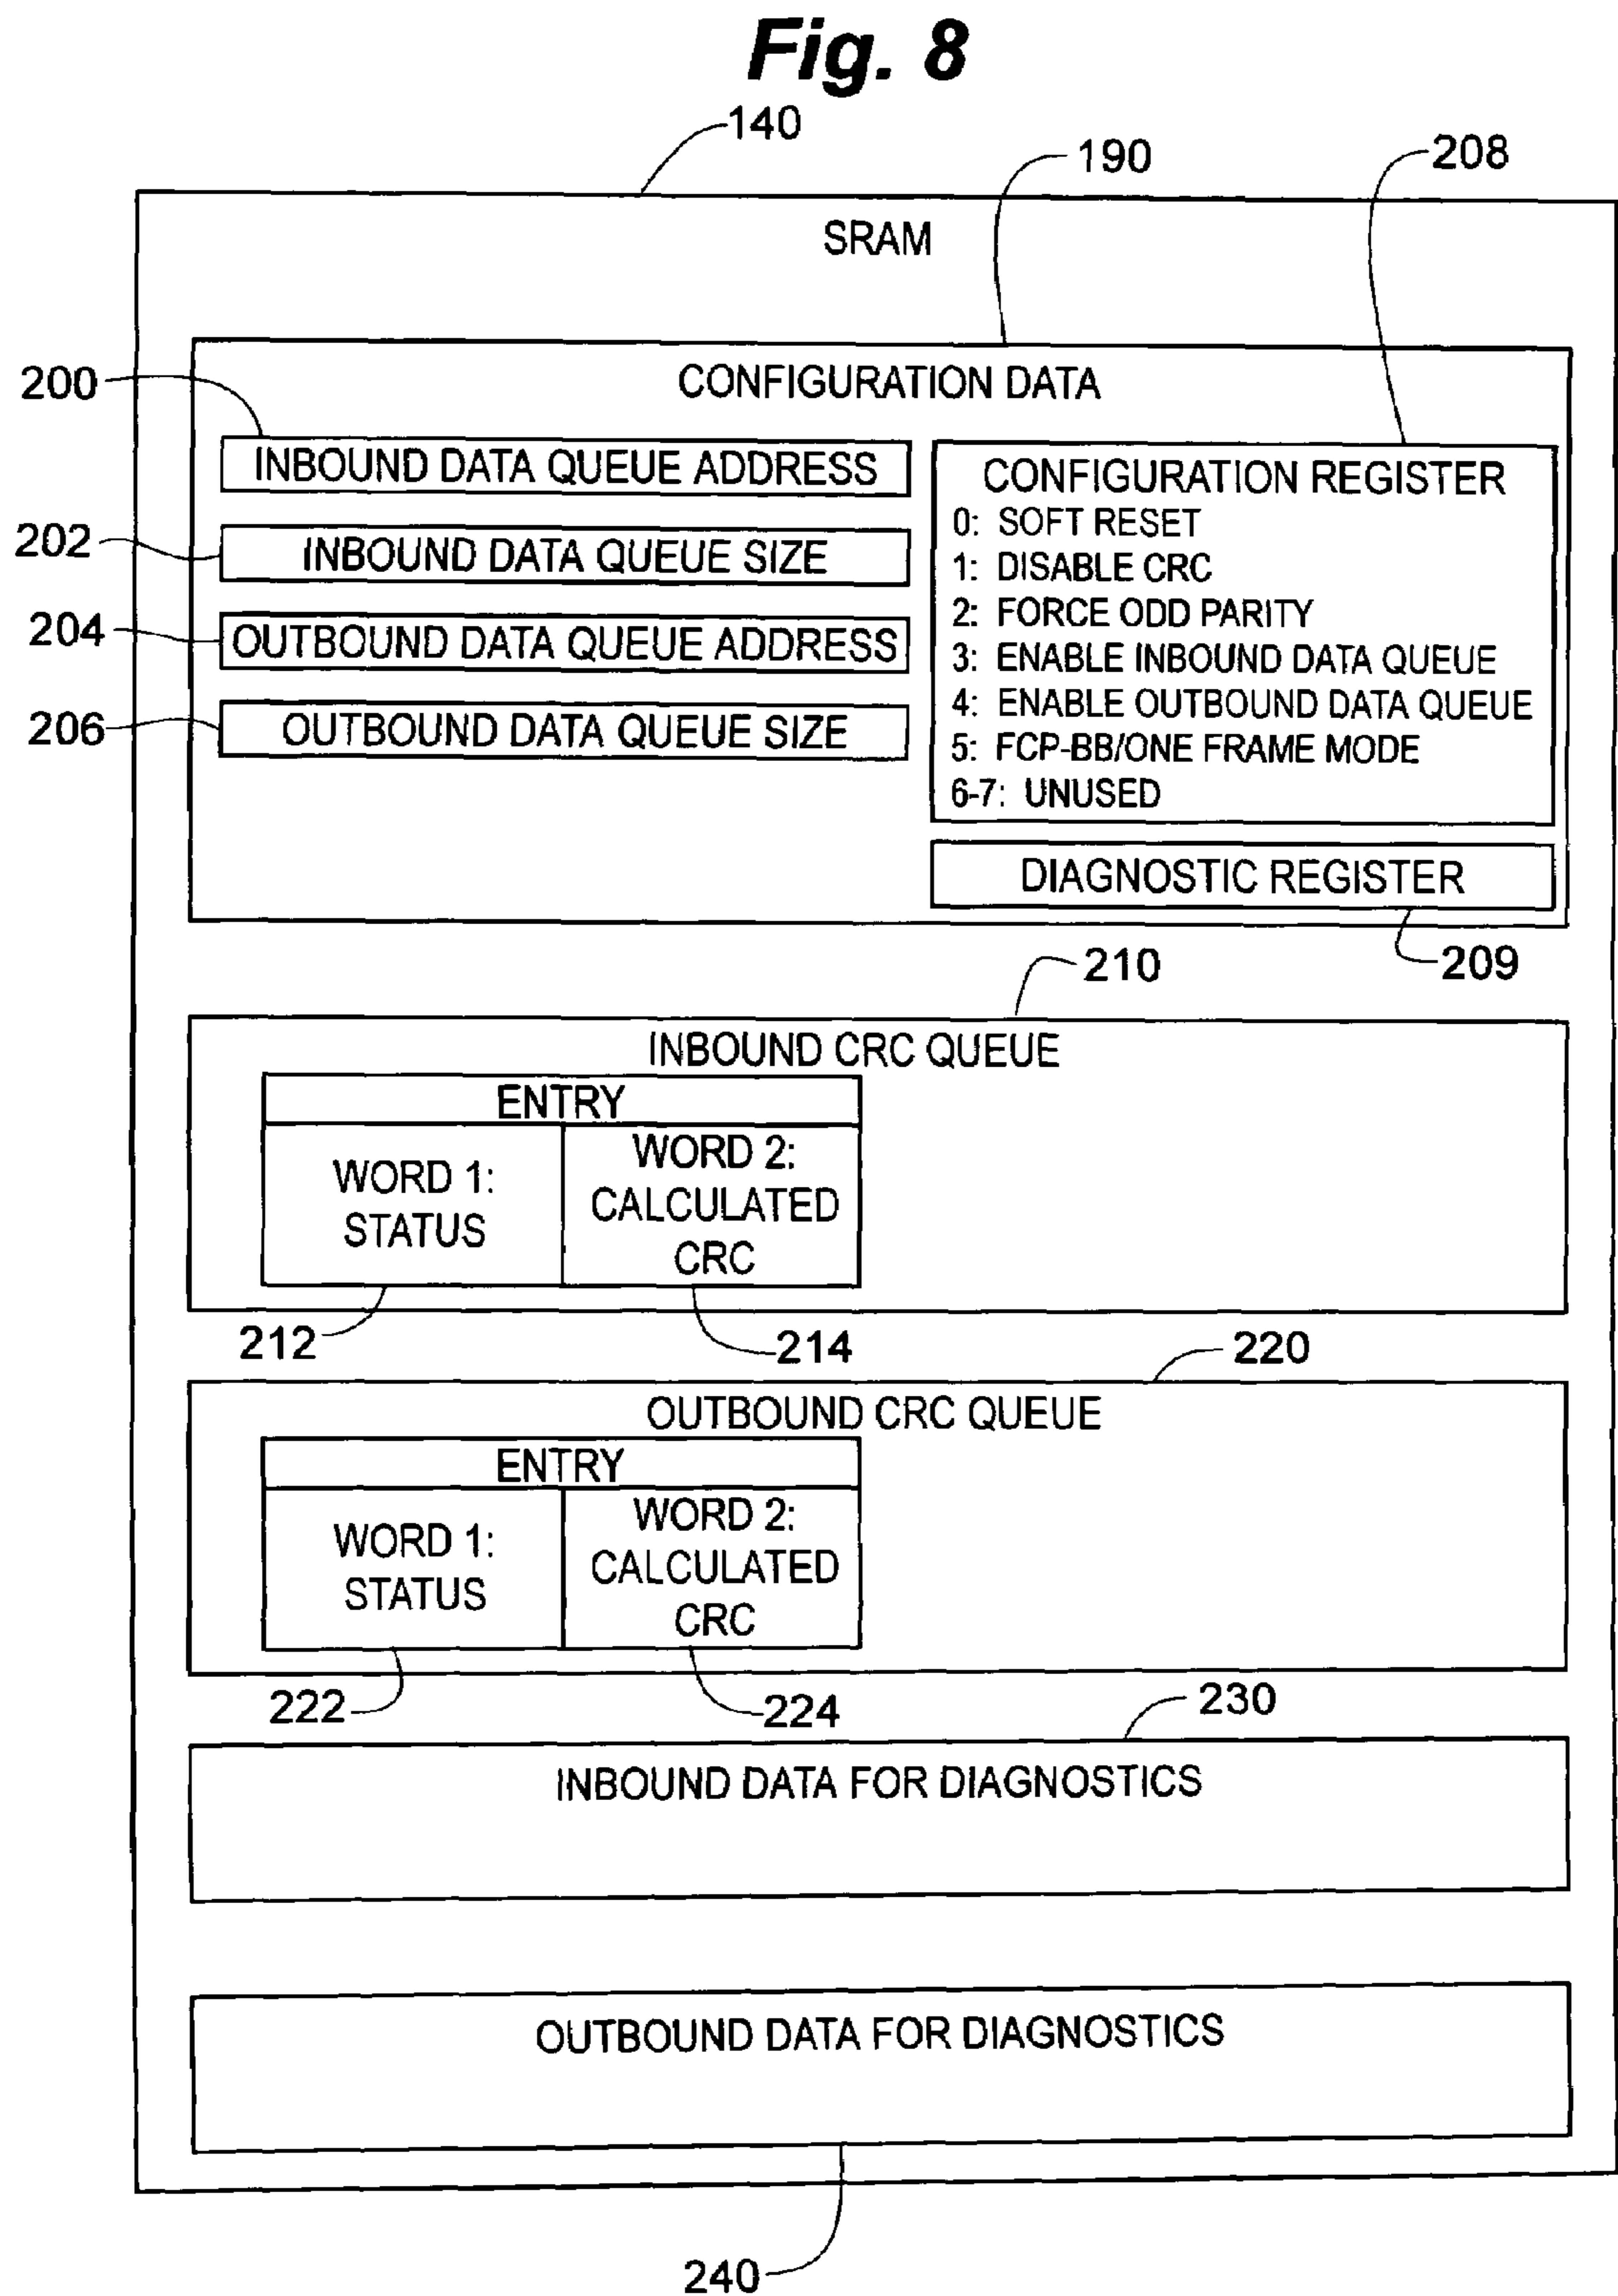 Fig. 8
140
190
208
SRAM
CONFIGURATION DATA
200
INBOUND DATA QUEUE ADDRESS
202
INBOUND DATA QUEUE SIZE
204
OUTBOUND DATA QUEUE ADDRESS
206
OUTBOUND DATA QUEUE SIZE
CONFIGURATION REGISTER
0: SOFT RESET
1: DISABLE CRC
2: FORCE ODD PARITY
3: ENABLE INBOUND DATA QUEUE
4: ENABLE OUTBOUND DATA QUEUE
5: FCP-BB/ONE FRAME MODE
6-7: UNUSED
DIAGNOSTIC REGISTER
209
210
INBOUND CRC QUEUE
ENTRY
WORD 1:
STATUS
WORD 2:
CALCULATED
CRC
212
214
220
OUTBOUND CRC QUEUE
ENTRY
WORD 1:
STATUS
WORD 2:
CALCULATED
CRC
222
224
230
INBOUND DATA FOR DIAGNOSTICS
OUTBOUND DATA FOR DIAGNOSTICS
240